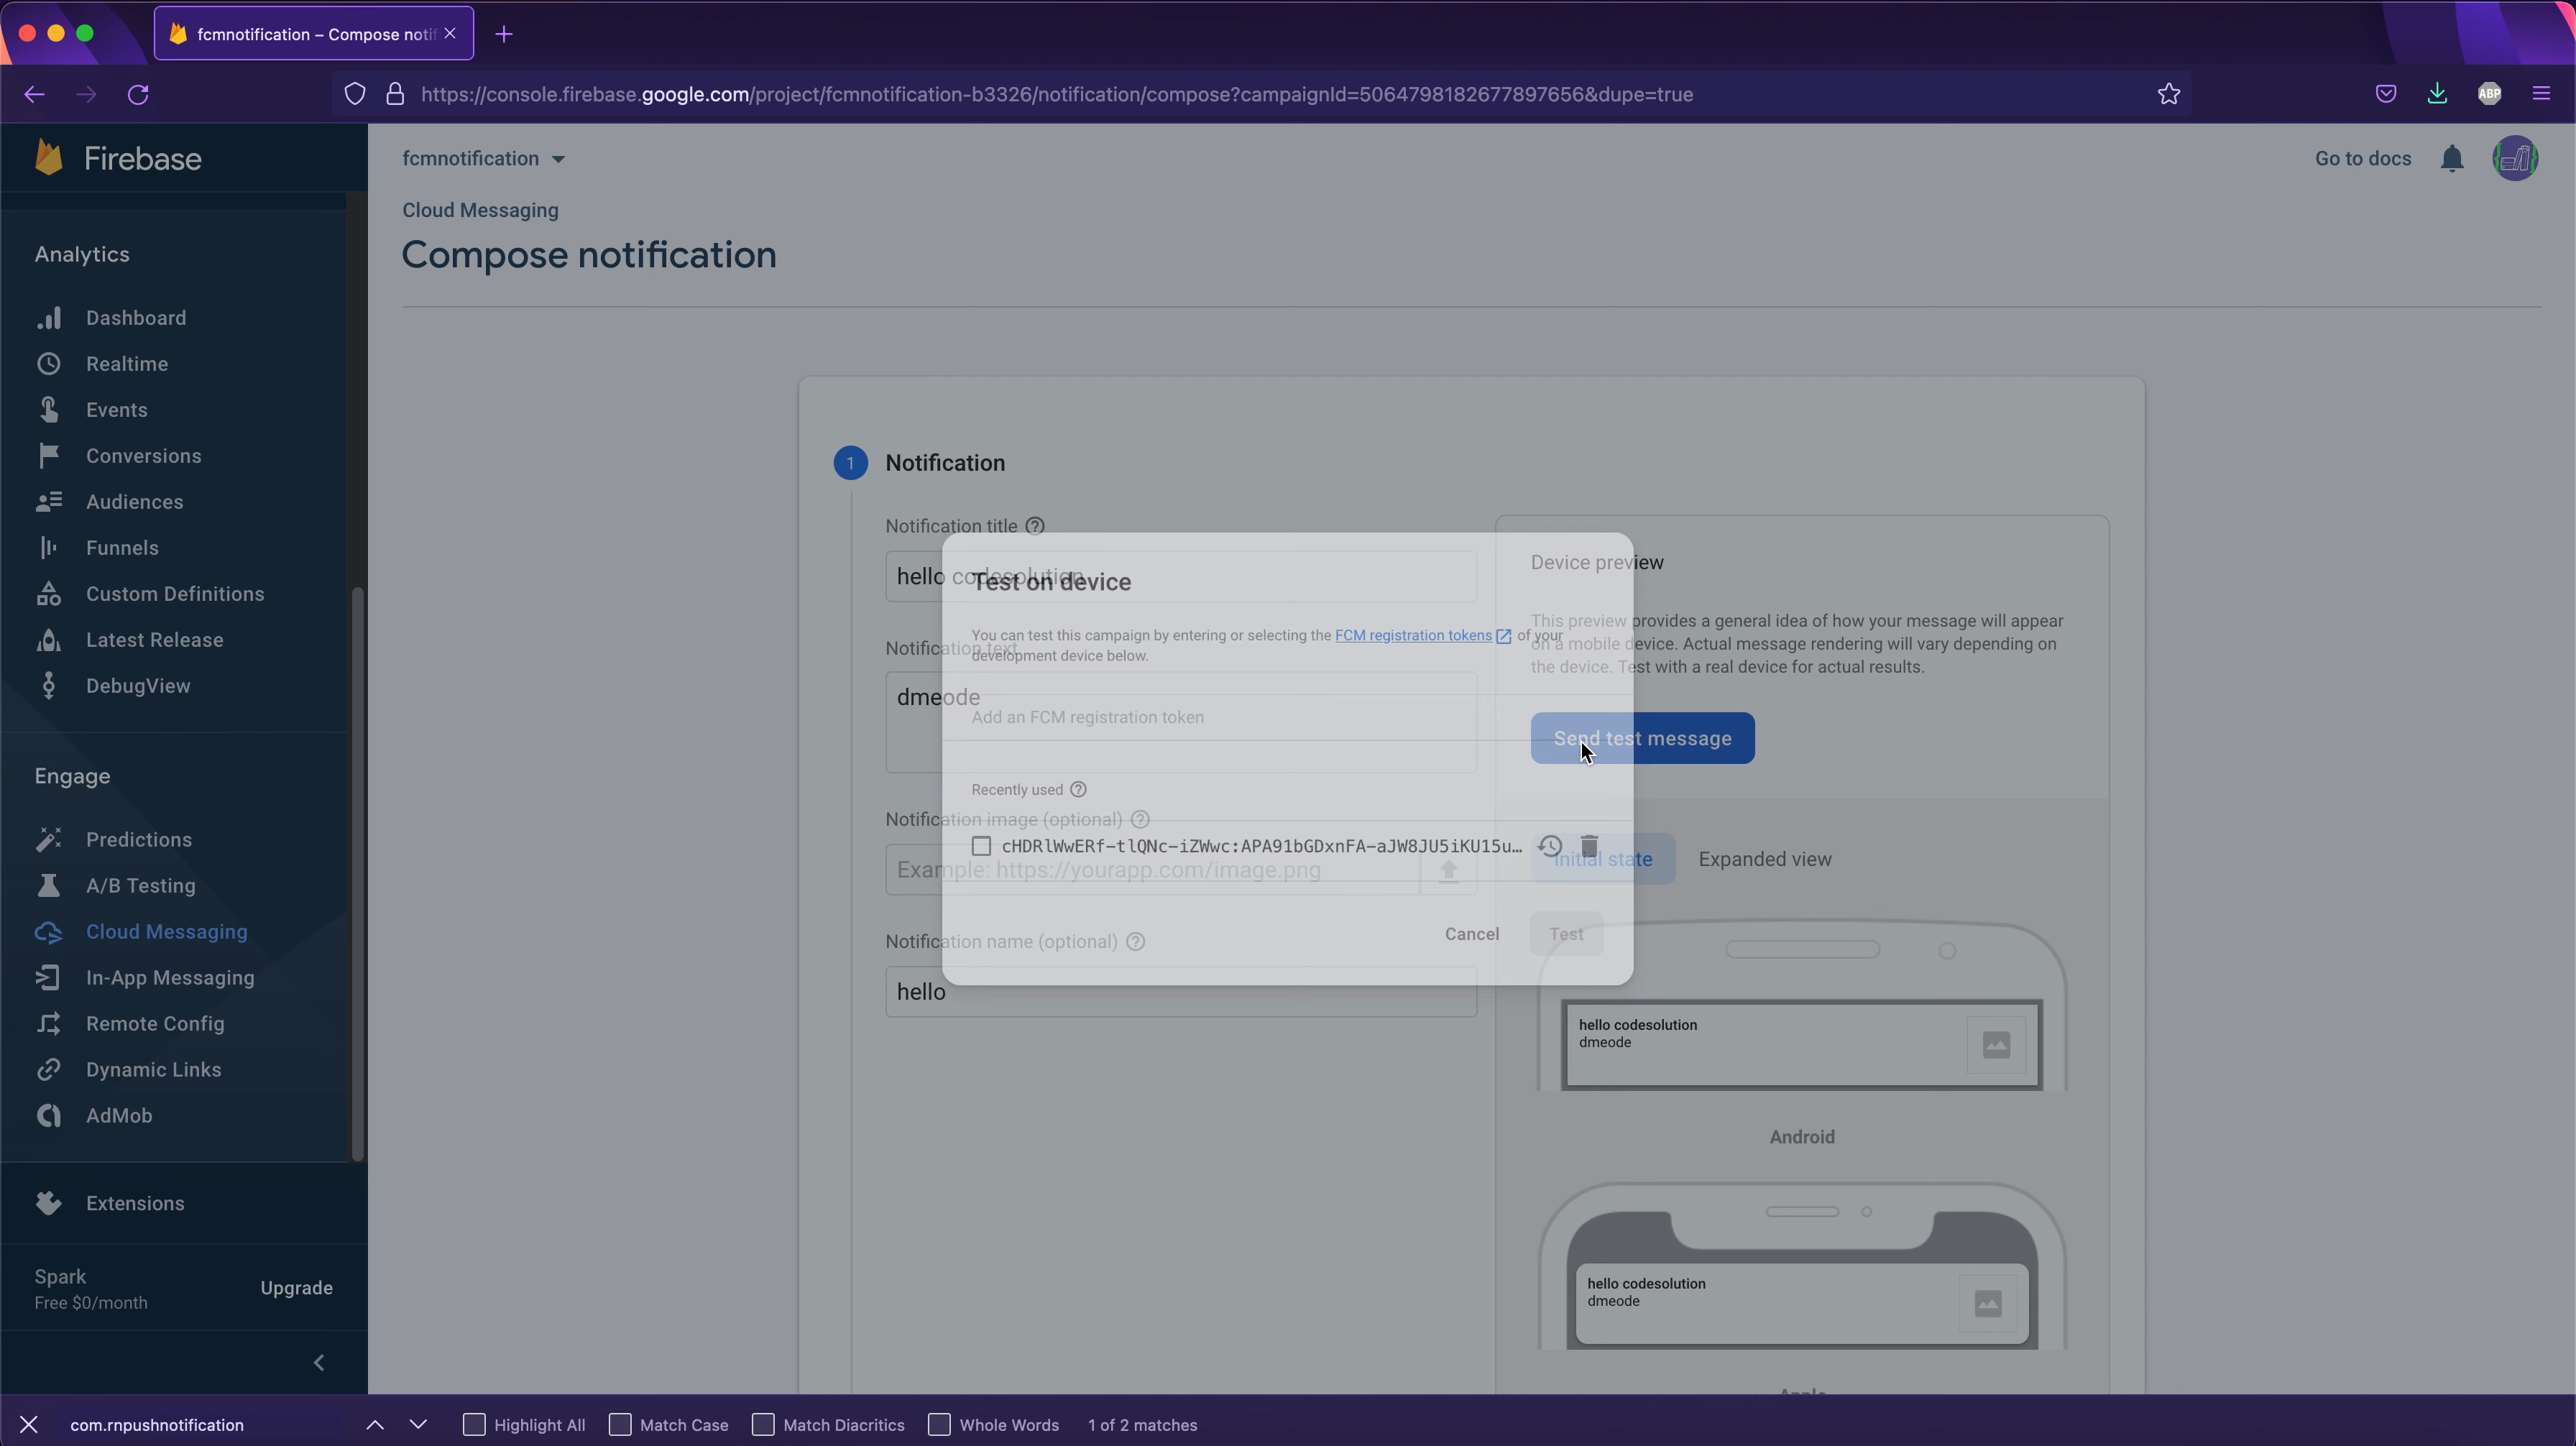 fcmnotification – Compose notif
https://console.firebase.google.com/project/fcmnotification-b3326/notification/compose?campaignId=5064798182677897656&dupe=true
ABP
Firebase
fcmnotification
Go to docs
Cloud Messaging
Compose notification
Analytics
Dashboard
Realtime
Events
Conversions
Audiences
Funnels
Custom Definitions
Latest Release
DebugView
Engage
Predictions
A/B Testing
Cloud Messaging
In-App Messaging
Remote Config
Dynamic Links
AdMob
Extensions
Spark
Free $0/month
Upgrade
1 Notification
Notification title
hello codesolution
Notification text
dmeode
Notification image (optional)
Example: https://yourapp.com/image.png
Notification name (optional)
hello
Test on device
You can test this campaign by entering or selecting the FCM registration tokens of your
development device below.
Add an FCM registration token
Recently used
cHDRlWwERf-tlQNc-iZWwc:APA91bGDxnFA-aJW8JU5iKU15u…
Cancel
Test
Device preview
This preview provides a general idea of how your message will appear
on a mobile device. Actual message rendering will vary depending on
the device. Test with a real device for actual results.
Send test message
Initial state
Expanded view
hello codesolution
dmeode
Android
hello codesolution
dmeode
Apple
com.rnpushnotification
Highlight All
Match Case
Match Diacritics
Whole Words
1 of 2 matches